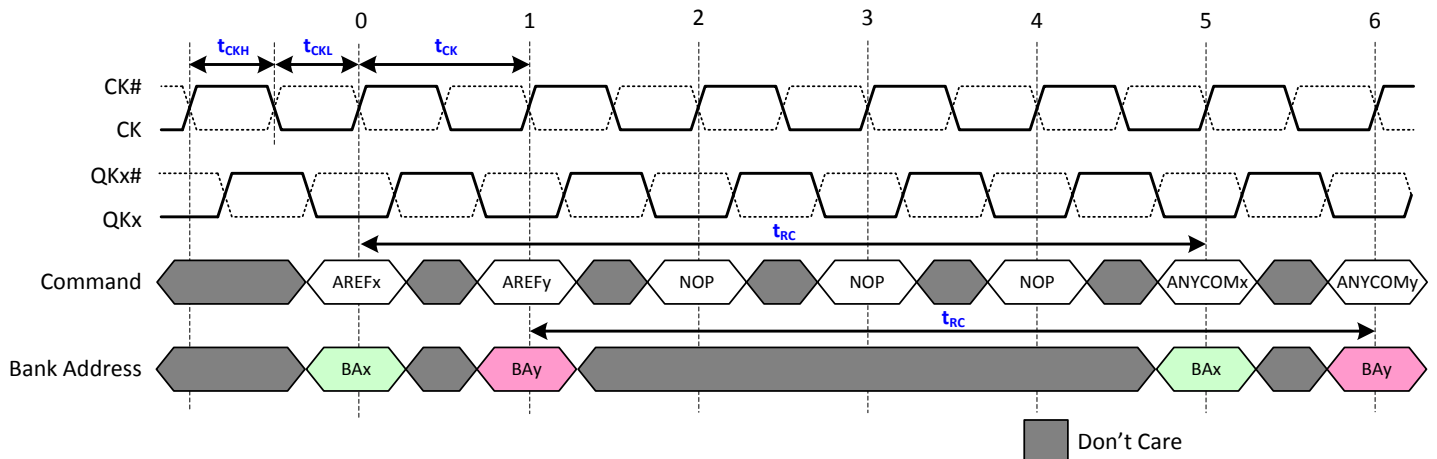 0 1 2 3 4 5 6
tCKH tCKL tCK
CK#
CK
QKx#
QKx
tRC
Command AREFx AREFy NOP NOP NOP ANYCOMx ANYCOMy
tRC
Bank Address BAx BAy BAx BAy
Don't Care